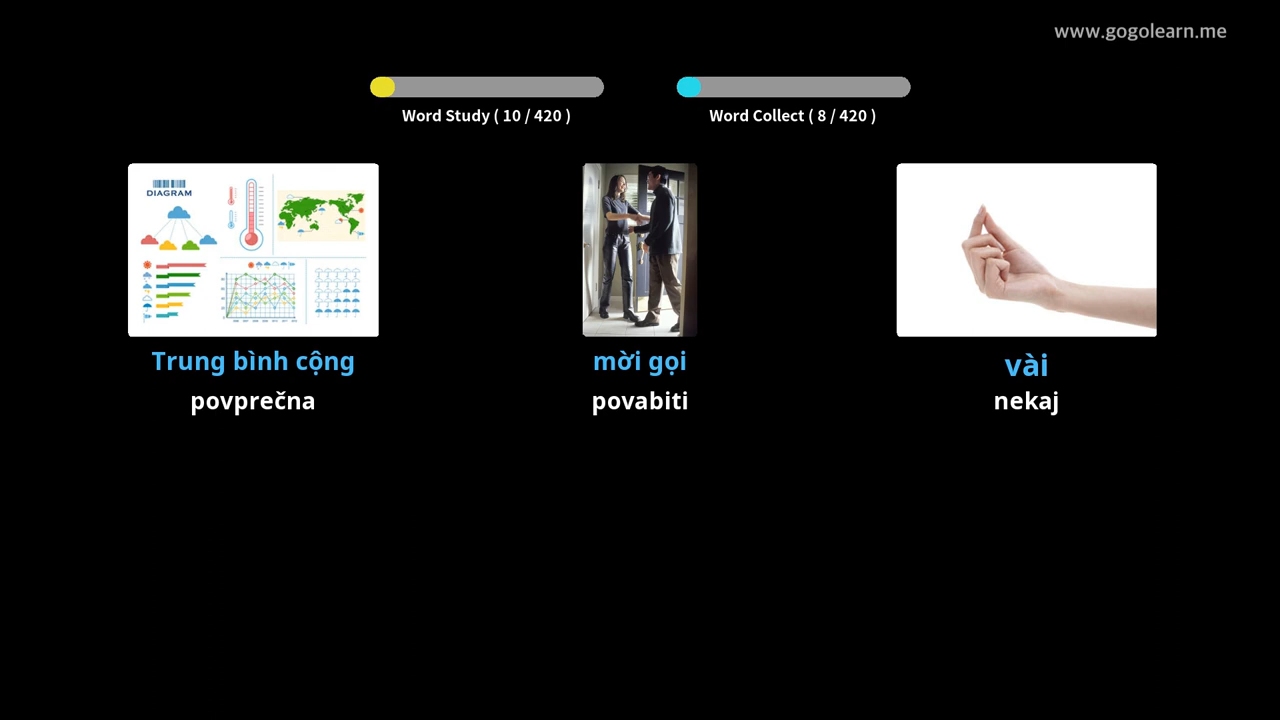 www.gogolearn.me
Word Study ( 10 / 420 )
Word Collect ( 8 / 420 )
DIAGRAM
Trung bình cộng
mời gọi
vài
povprečna
povabiti
nekaj